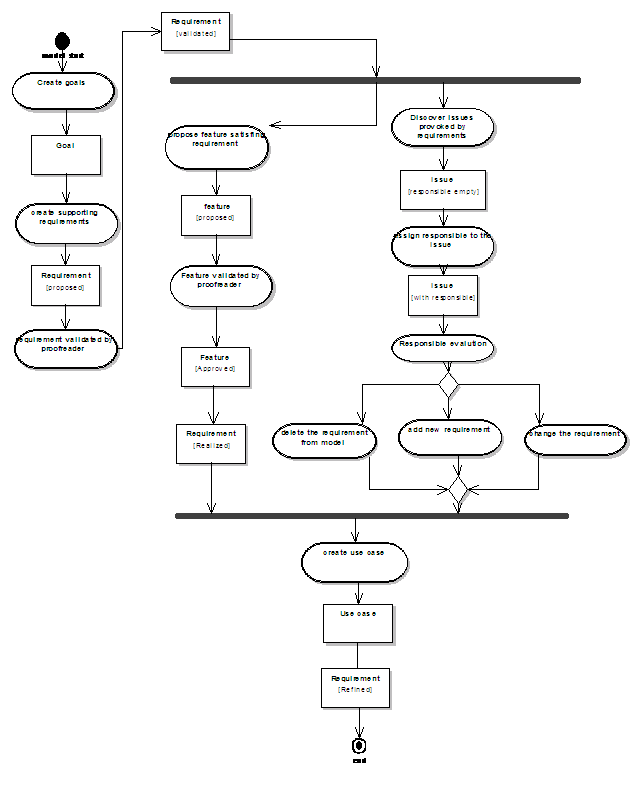 model start
Create goals
Goal
create supporting
requirements
Requirement
[proposed]
requirement validated by
proofreader
Requirement
[validated]
propose feature satisfing
requirement
feature
[proposed]
Feature validated by
proofreader
Feature
[Approved]
Requirement
[Realized]
Discover issues
provoked by
requirements
Issue
[responsible empty]
assign responsible to the
issue
Issue
[with responsible]
Responsible evalution
delete the requirement
from model
add new requirement
change the requirement
create use case
Use case
Requirement
[Refined]
end